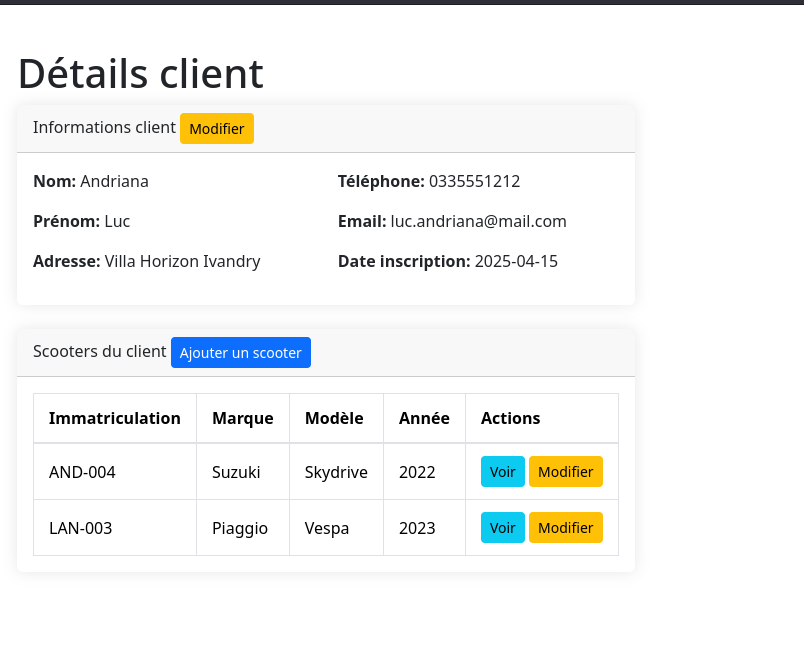 Détails client
Informations client Modifier
Nom: Andriana
Prénom: Luc
Adresse: Villa Horizon Ivandry
Téléphone: 0335551212
Email: luc.andriana@mail.com
Date inscription: 2025-04-15
Scooters du client Ajouter un scooter
Immatriculation Marque Modèle Année Actions
AND-004 Suzuki Skydrive 2022 Voir Modifier
LAN-003 Piaggio Vespa 2023 Voir Modifier